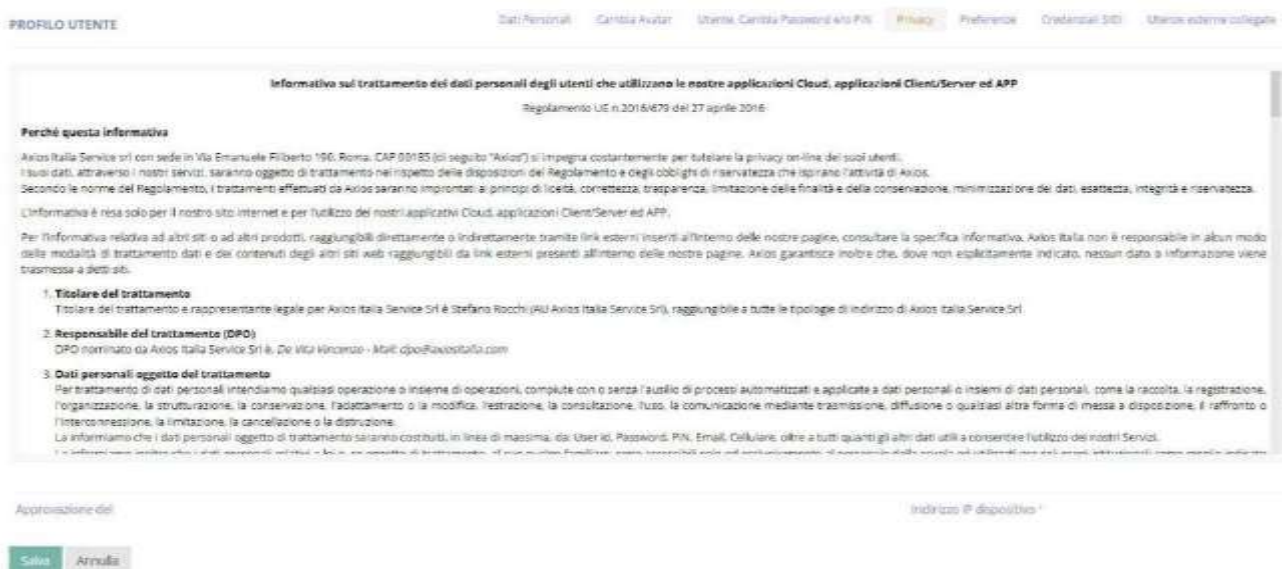 PROFILO UTENTE
Dati Personali Cambia Avatar Utente, Cambia Password e/o PIN Privacy Preferenze Credenziali SIDI Utenze esterne collegate
Informativa sul trattamento dei dati personali degli utenti che utilizzano le nostre applicazioni Cloud, applicazioni Client/Server ed APP
Regolamento UE n.2016/679 del 27 aprile 2016
Perché questa informativa
Axios Italia Service srl con sede in Via Emanuele Filiberto 190, Roma, CAP 00185 (di seguito "Axios") si impegna costantemente per tutelare la privacy on-line dei suoi utenti.
I suoi dati, attraverso i nostri servizi, saranno oggetto di trattamento nel rispetto delle disposizioni del Regolamento e degli obblighi di riservatezza che ispirano l'attività di Axios.
Secondo le norme del Regolamento, i trattamenti effettuati da Axios saranno improntati ai principi di liceità, correttezza, trasparenza, limitazione delle finalità e della conservazione, minimizzazione dei dati, esattezza, integrità e riservatezza.
L'informativa è resa solo per il nostro sito internet e per l'utilizzo dei nostri applicativi Cloud, applicazioni Client/Server ed APP.
Per l'informativa relativa ad altri siti o ad altri prodotti, raggiungibili direttamente o indirettamente tramite link esterni inseriti all'interno delle nostre pagine, consultare la specifica informativa. Axios Italia non è responsabile in alcun modo
delle modalità di trattamento dati e dei contenuti degli altri siti web raggiungibili da link esterni presenti all'interno delle nostre pagine. Axios garantisce inoltre che, dove non esplicitamente indicato, nessun dato o informazione viene
trasmessa a detti siti.
1. Titolare del trattamento
Titolare del trattamento e rappresentante legale per Axios Italia Service Srl è Stefano Rocchi (AU Axios Italia Service Srl), raggiungibile a tutte le tipologie di indirizzo di Axios Italia Service Srl
2. Responsabile del trattamento (DPO)
DPO nominato da Axios Italia Service Srl è, De Vita Vincenzo - Mail: dpo@axiositalia.com
3. Dati personali oggetto del trattamento
Per trattamento di dati personali intendiamo qualsiasi operazione o insieme di operazioni, compiute con o senza l'ausilio di processi automatizzati e applicate a dati personali o insiemi di dati personali, come la raccolta, la registrazione,
l'organizzazione, la strutturazione, la conservazione, l'adattamento o la modifica, l'estrazione, la consultazione, l'uso, la comunicazione mediante trasmissione, diffusione o qualsiasi altra forma di messa a disposizione, il raffronto o
l'interconnessione, la limitazione, la cancellazione o la distruzione.
La informiamo che i dati personali oggetto di trattamento saranno costituiti, in linea di massima, da: User id, Password, PIN, Email, Cellulare, oltre a tutti quanti gli altri dati utili a consentire l'utilizzo dei nostri Servizi.
Approvazione del
Indirizzo IP dispositivo *
Salva Annulla